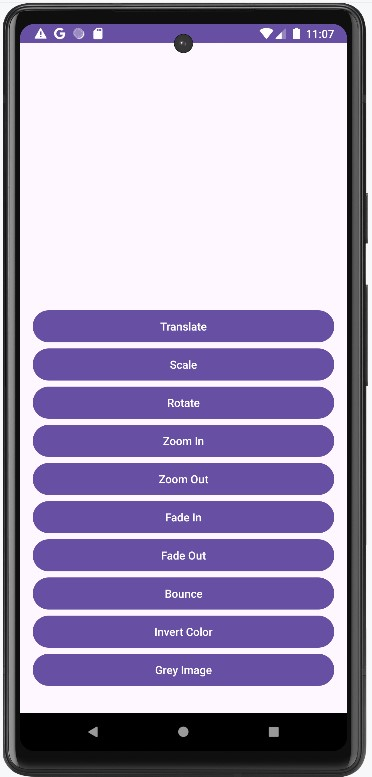 11:07
Translate
Scale
Rotate
Zoom In
Zoom Out
Fade In
Fade Out
Bounce
Invert Color
Grey Image